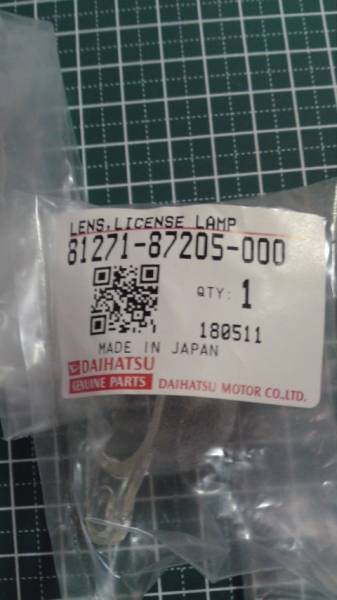 LENS,LICENSE LAMP
81271-87205-000
QTY: 1
180511
MADE IN JAPAN
DAIHATSU
GENUINE PARTS DAIHATSU MOTOR CO.,LTD.